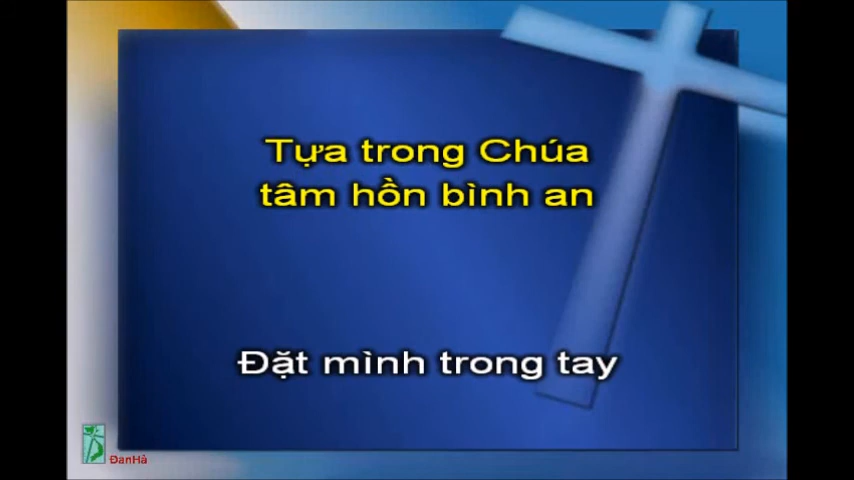 Tựa trong Chúa
tâm hồn bình an
Đặt mình trong tay
ĐanHà